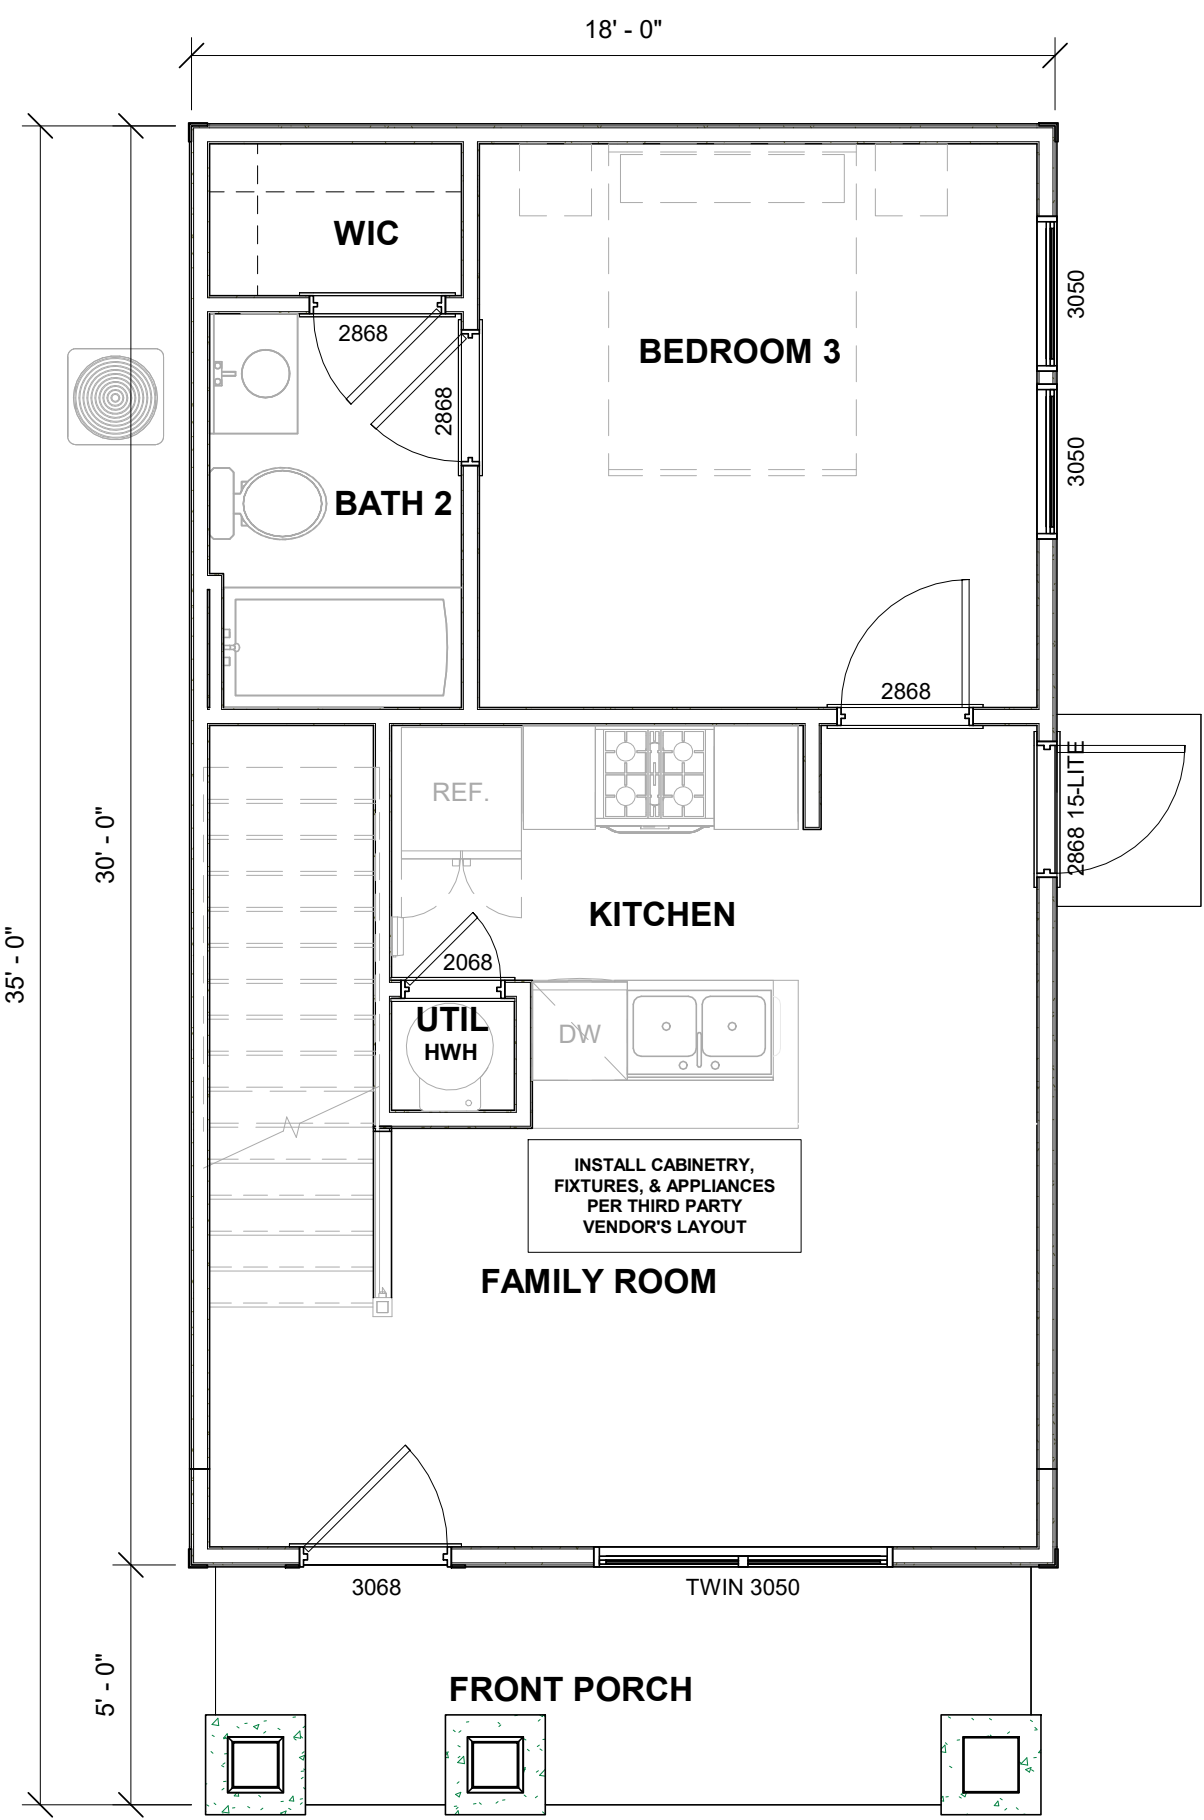 18' - 0"
WIC
3050
2868
BEDROOM 3
2868
3050
BATH 2
2868
REF.
2868 15-LITE
30' - 0"
KITCHEN
35' - 0"
2068
UTIL
HWH
DW
INSTALL CABINETRY,
FIXTURES, & APPLIANCES
PER THIRD PARTY
VENDOR'S LAYOUT
FAMILY ROOM
3068
TWIN 3050
5' - 0"
FRONT PORCH